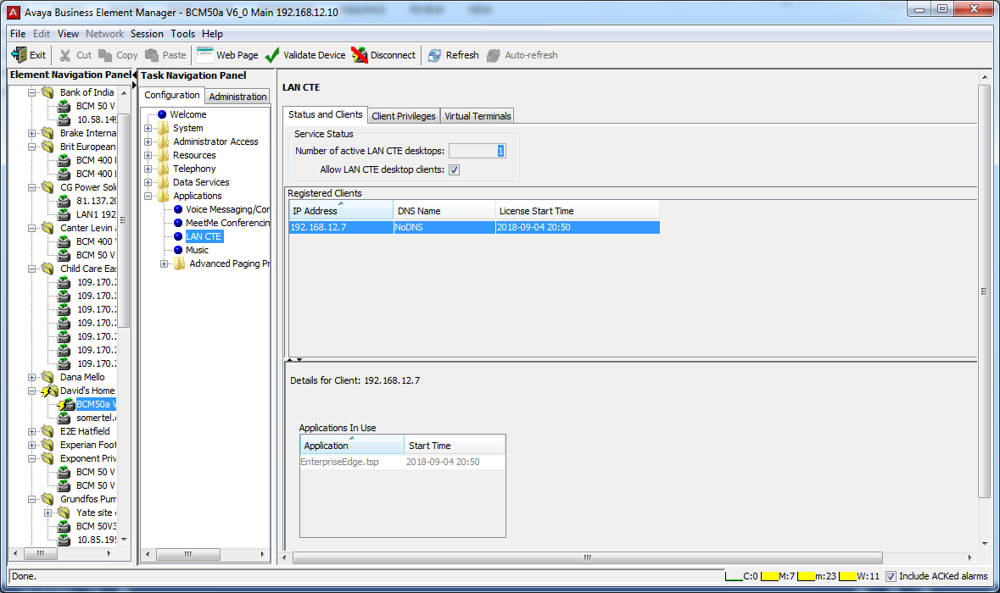 Avaya Business Element Manager - BCM50a V6_0 Main 192.168.12.10
REVIEW VIEW
File Edit View Network Session Tools Help
Exit Cut Copy Paste Web Page Validate Device Disconnect Refresh Auto-refresh
Element Navigation Panel
Bank of India
BCM 50 V
10.58.149
Brake Interna
Brit European
BCM 400
BCM 400
CG Power Solu
81.137.20
LAN1 192
Canter Levin
BCM 400
BCM 50 V
Child Care Eas
109.170.2
109.170.2
109.170.2
109.170.2
109.170.2
109.170.2
109.170.2
Dana Mello
David's Home
BCM50a V
somertel.
E2E Hatfield
Experian Foot
Exponent Priv
BCM 50 V
BCM 50 V
Grundfos Pum
Yate site
BCM 50V3
10.85.195
Task Navigation Panel
Configuration Administration
Welcome
System
Administrator Access
Resources
Telephony
Data Services
Applications
Voice Messaging/Cor
MeetMe Conferencin
LAN CTE
Music
Advanced Paging Pr
LAN CTE
Status and Clients Client Privileges Virtual Terminals
Service Status
Number of active LAN CTE desktops: 1
Allow LAN CTE desktop clients:
Registered Clients
IP Address DNS Name License Start Time
192.168.12.7 NoDNS 2018-09-04 20:50
Details for Client: 192.168.12.7
Applications In Use
Application Start Time
EnterpriseEdge.tsp 2018-09-04 20:50
Done. C:0 M:7 m:23 W:11 Include ACKed alarms